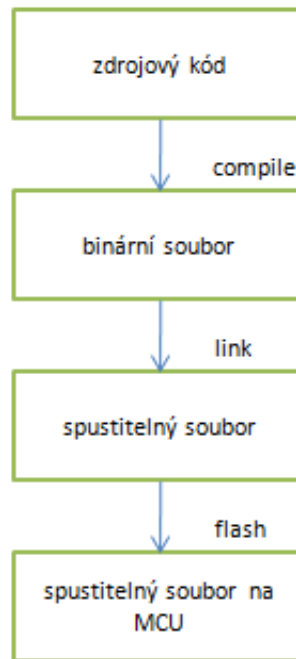 zdrojový kód
compile
binární soubor
link
spustitelný soubor
flash
spustitelný soubor na
MCU